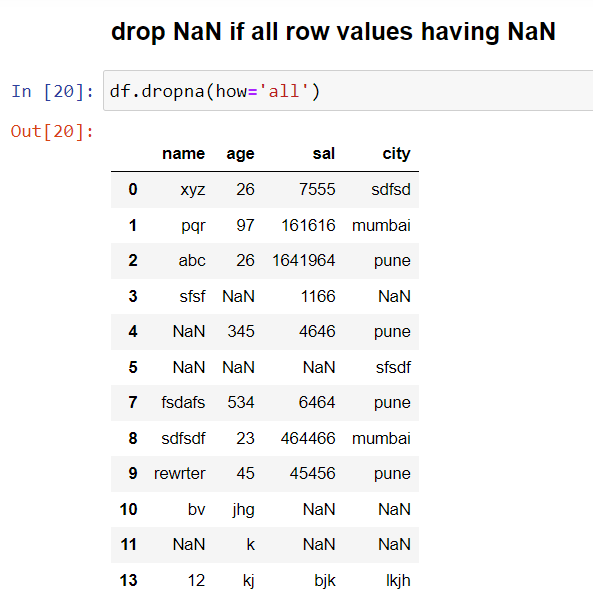 drop NaN if all row values having NaN
In [20]: df.dropna(how='all')
Out[20]:
name age sal city
0 xyz 26 7555 sdfsd
1 pqr 97 161616 mumbai
2 abc 26 1641964 pune
3 sfsf NaN 1166 NaN
4 NaN 345 4646 pune
5 NaN NaN NaN sfsdf
7 fsdafs 534 6464 pune
8 sdfsdf 23 464466 mumbai
9 rewrter 45 45456 pune
10 bv jhg NaN NaN
11 NaN k NaN NaN
13 12 kj bjk lkjh